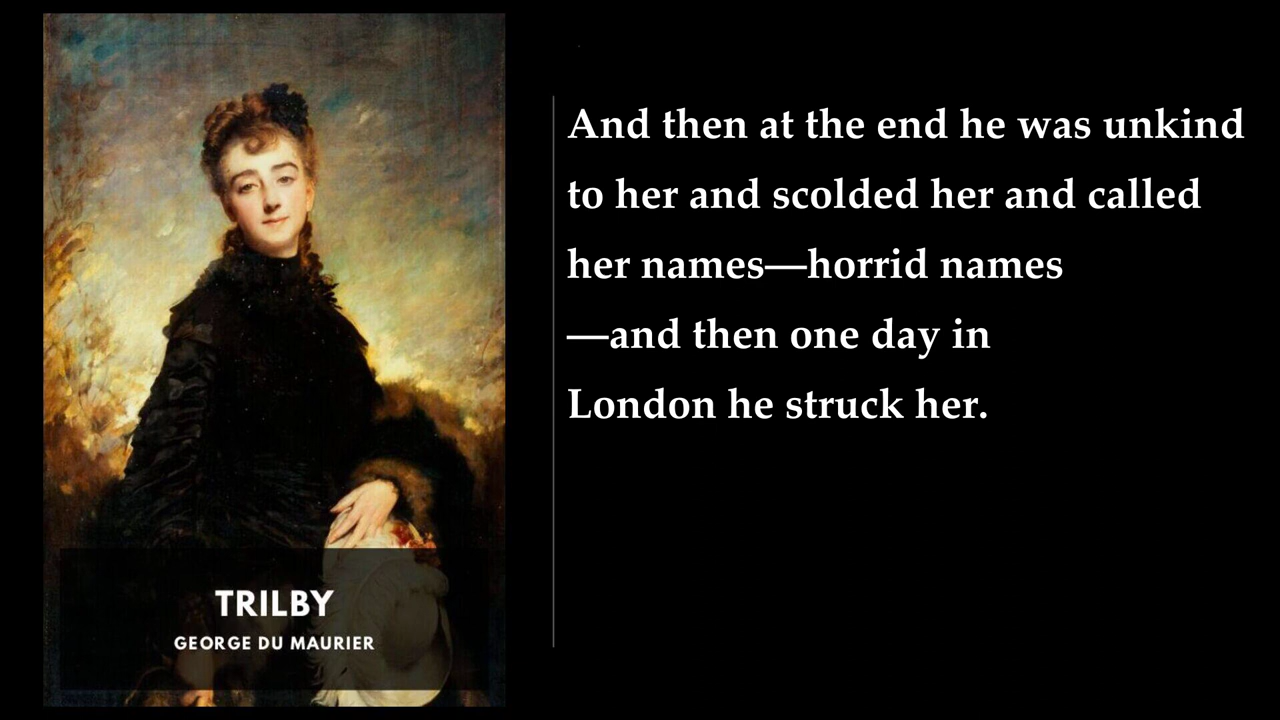 TRILBY
GEORGE DU MAURIER
And then at the end he was unkind
to her and scolded her and called
her names—horrid names
—and then one day in
London he struck her.